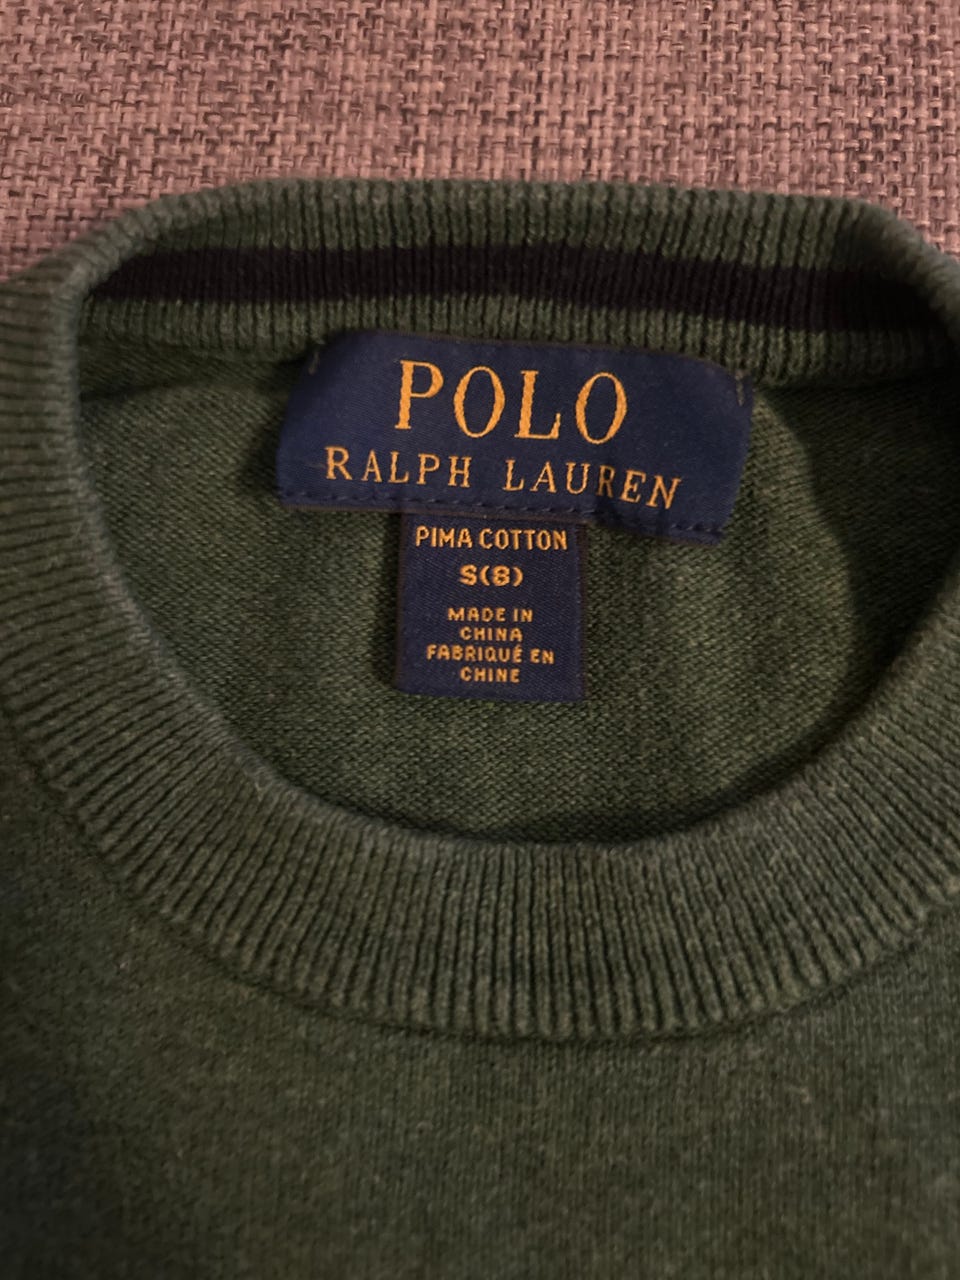 POLO
RALPH LAUREN
PIMA COTTON
S(8)
MADE IN
CHINA
FABRIQUÉ EN
CHINE